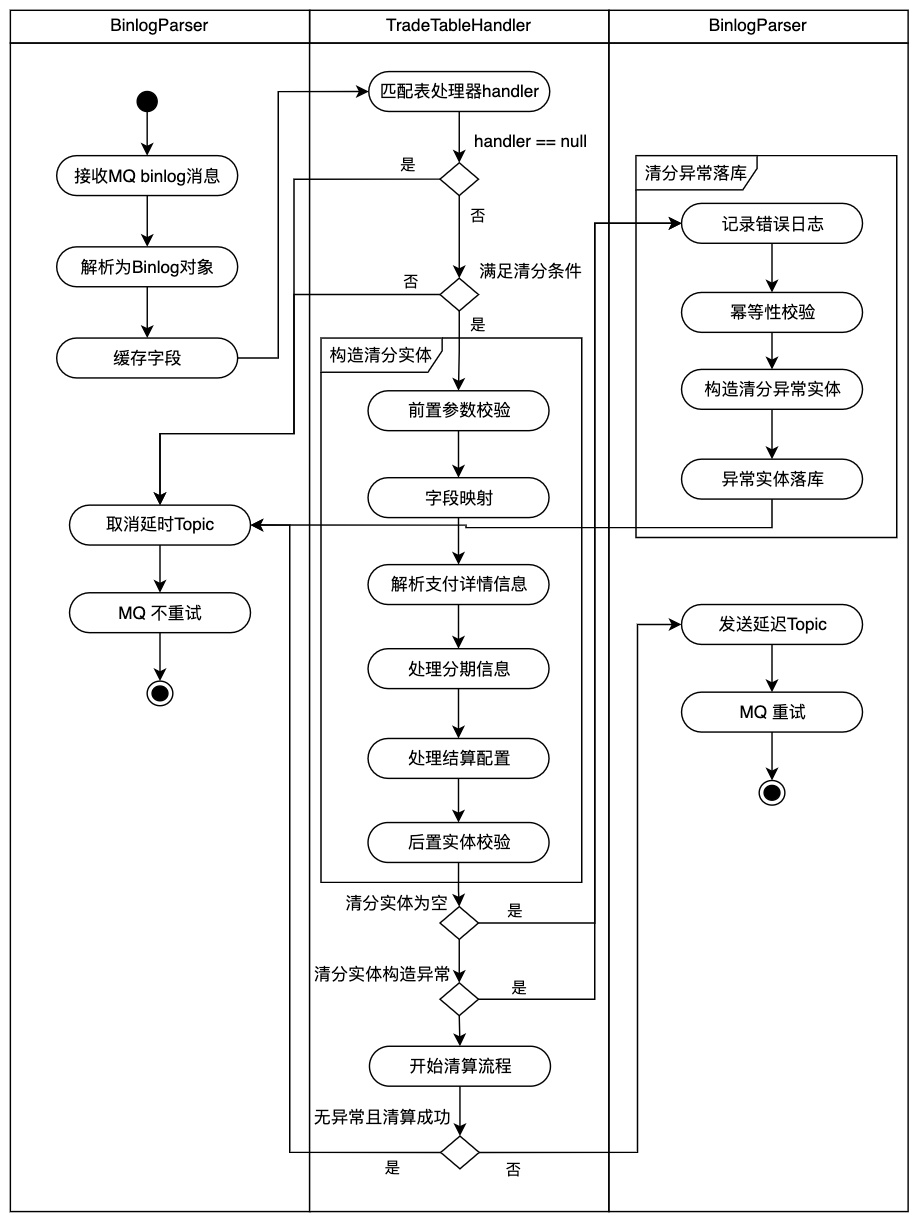 BinlogParser
TradeTableHandler
BinlogParser
接收MQ binlog消息
解析为Binlog对象
缓存字段
取消延时Topic
MQ 不重试
匹配表处理器handler
handler == null
是
否
满足清分条件
否
是
构造清分实体
前置参数校验
字段映射
解析支付详情信息
处理分期信息
处理结算配置
后置实体校验
清分实体为空
是
清分实体构造异常
是
开始清算流程
无异常且清算成功
是
否
清分异常落库
记录错误日志
幂等性校验
构造清分异常实体
异常实体落库
发送延迟Topic
MQ 重试